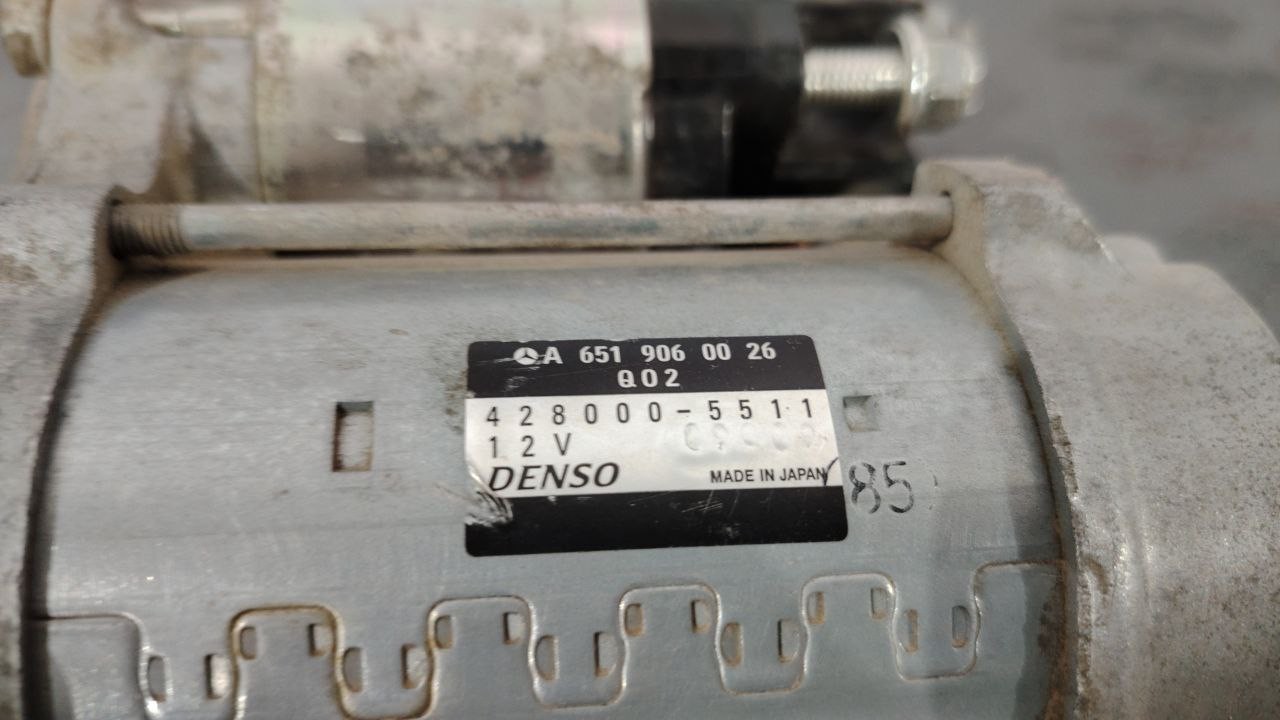 A 651 906 00 26
Q02
428000-5511
12V
DENSO
MADE IN JAPAN
85